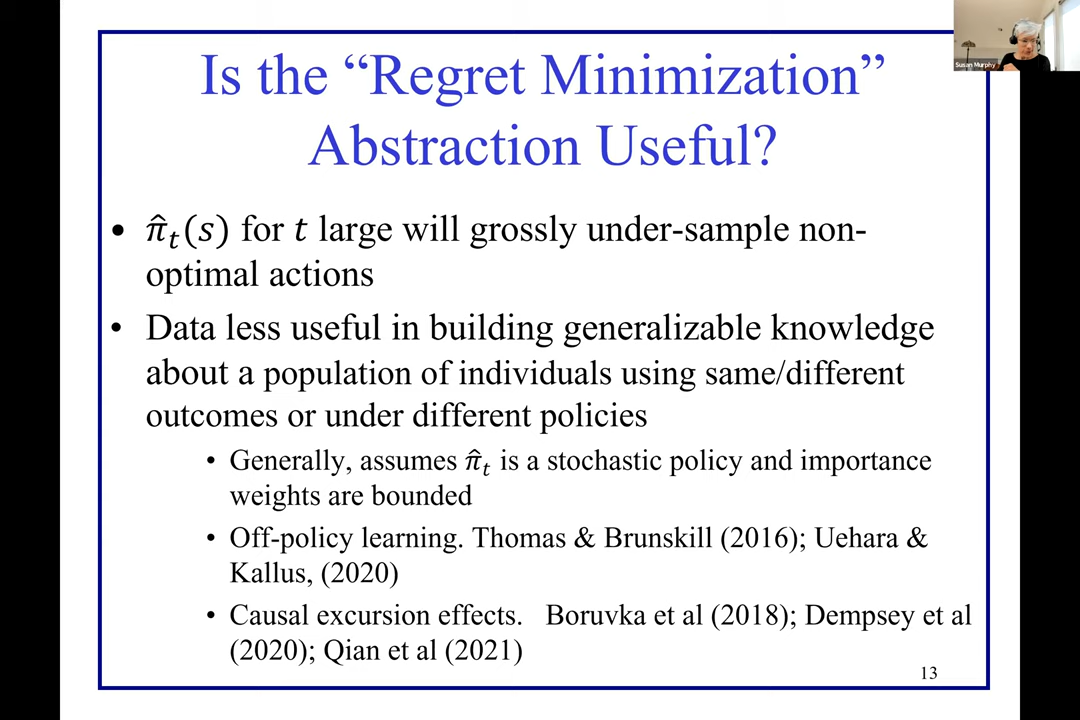 Susan Murphy
Is the “Regret Minimization”
Abstraction Useful?
• π̂ₜ(s) for t large will grossly under-sample non-
optimal actions
• Data less useful in building generalizable knowledge
about a population of individuals using same/different
outcomes or under different policies
• Generally, assumes π̂ₜ is a stochastic policy and importance
weights are bounded
• Off-policy learning. Thomas & Brunskill (2016); Uehara &
Kallus, (2020)
• Causal excursion effects. Boruvka et al (2018); Dempsey et al
(2020); Qian et al (2021)
13